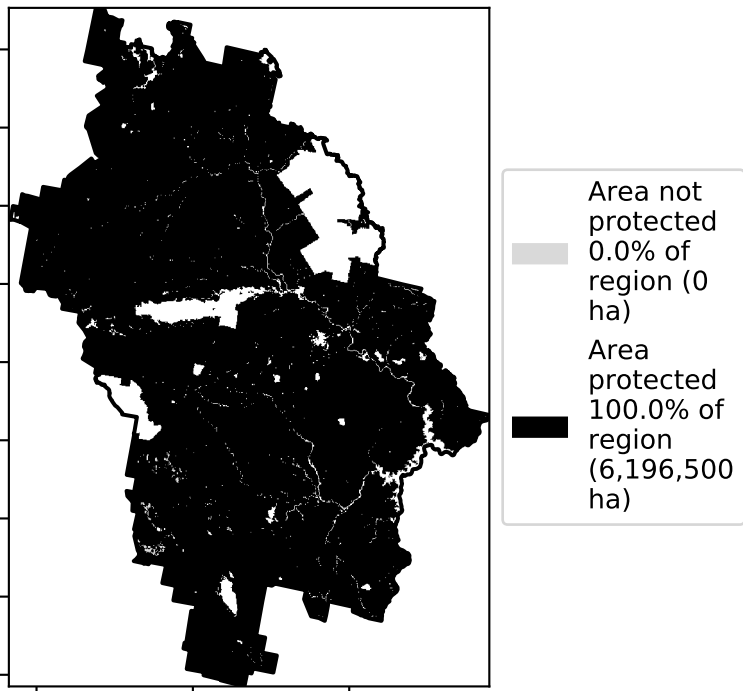 Area not
protected
0.0% of
region (0
ha)
Area
protected
100.0% of
region
(6,196,500
ha)